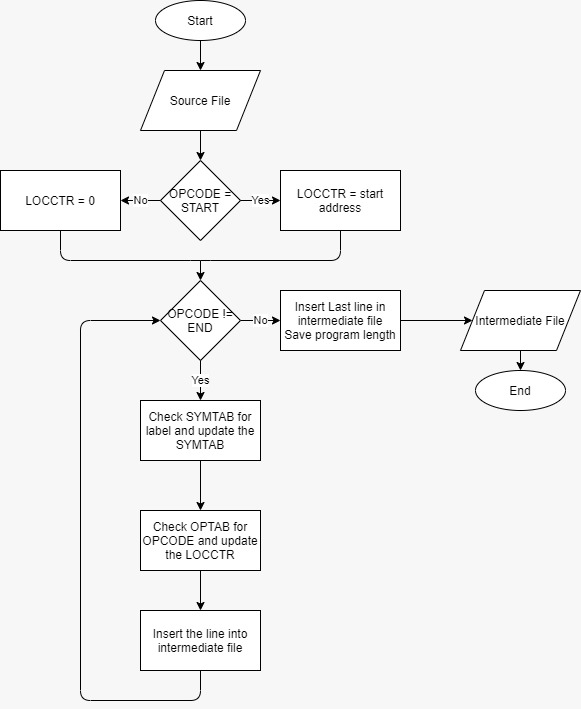 Start
Source File
OPCODE =
START
No
Yes
LOCCTR = 0
LOCCTR = start
address
OPCODE !=
END
No
Insert Last line in
intermediate file
Save program length
Intermediate File
End
Yes
Check SYMTAB for
label and update the
SYMTAB
Check OPTAB for
OPCODE and update
the LOCCTR
Insert the line into
intermediate file